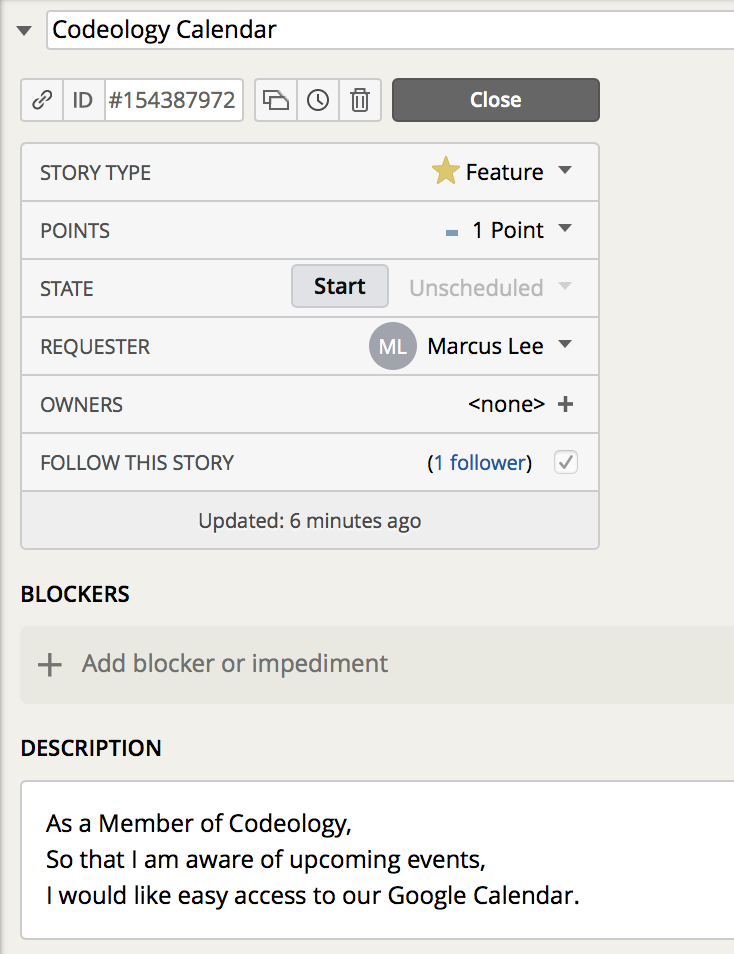 Codeology Calendar
ID #154387972 Close
STORY TYPE Feature
POINTS 1 Point
STATE Start Unscheduled
REQUESTER ML Marcus Lee
OWNERS <none> +
FOLLOW THIS STORY (1 follower)
Updated: 6 minutes ago
BLOCKERS
+ Add blocker or impediment
DESCRIPTION
As a Member of Codeology,
So that I am aware of upcoming events,
I would like easy access to our Google Calendar.